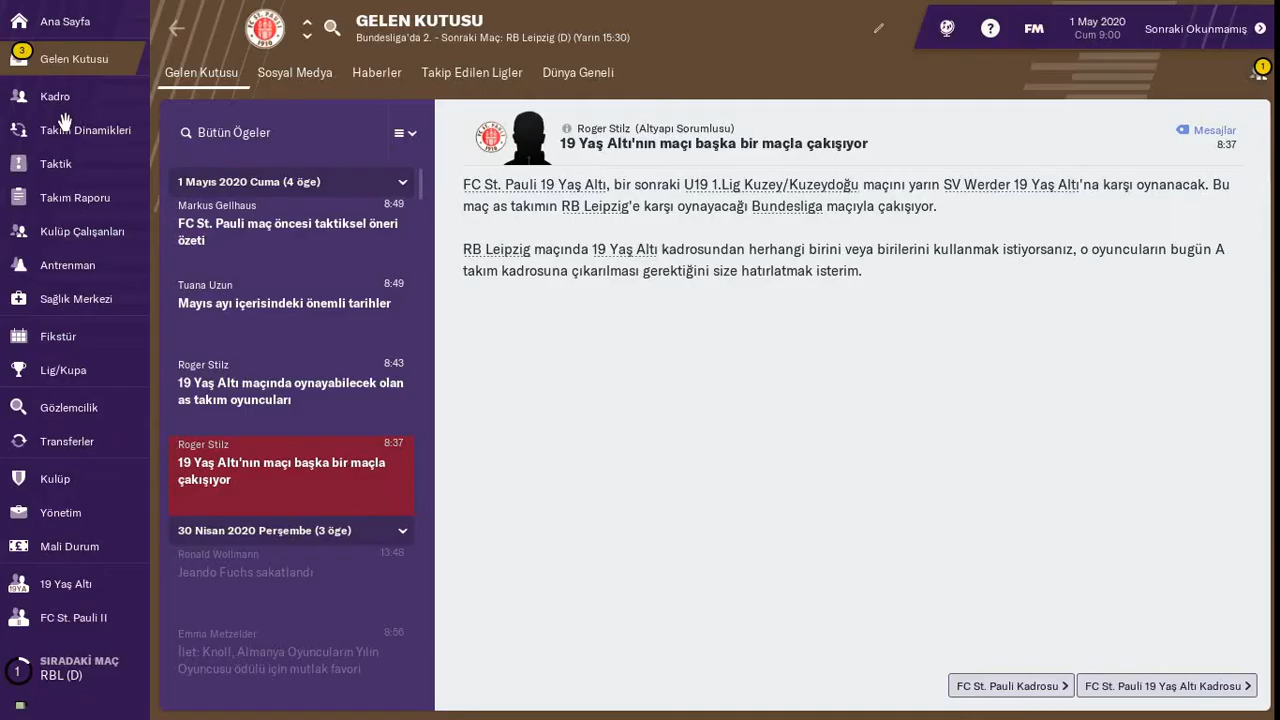 Ana Sayfa
3
Gelen Kutusu
Kadro
Takım Dinamikleri
Taktik
Takım Raporu
Kulüp Çalışanları
Antrenman
Sağlık Merkezi
Fikstür
Lig/Kupa
Gözlemcilik
Transferler
Kulüp
Yönetim
Mali Durum
19YA
19 Yaş Altı
II
FC St. Pauli II
1
SIRADAKİ MAÇ
RBL (D)
GELEN KUTUSU
Bundesliga'da 2. - Sonraki Maç: RB Leipzig (D) (Yarın 15:30)
FM
1 May 2020
Cum 9:00
Sonraki Okunmamış
1
Gelen Kutusu
Sosyal Medya
Haberler
Takip Edilen Ligler
Dünya Geneli
Bütün Ögeler
1 Mayıs 2020 Cuma (4 öge)
Markus Gellhaus 8:49
FC St. Pauli maç öncesi taktiksel öneri
özeti
Tuana Uzun 8:49
Mayıs ayı içerisindeki önemli tarihler
Roger Stilz 8:43
19 Yaş Altı maçında oynayabilecek olan
as takım oyuncuları
Roger Stilz 8:37
19 Yaş Altı'nın maçı başka bir maçla
çakışıyor
30 Nisan 2020 Perşembe (3 öge)
Ronald Wollmann 13:48
Jeando Fuchs sakatlandı
Emma Metzelder 8:56
İlet: Knoll, Almanya Oyuncuların Yılın
Oyuncusu ödülü için mutlak favori
Roger Stilz (Altyapı Sorumlusu)
19 Yaş Altı'nın maçı başka bir maçla çakışıyor
Mesajlar
8:37
FC St. Pauli 19 Yaş Altı, bir sonraki U19 1.Lig Kuzey/Kuzeydoğu maçını yarın SV Werder 19 Yaş Altı'na karşı oynanacak. Bu
maç as takımın RB Leipzig'e karşı oynayacağı Bundesliga maçıyla çakışıyor.
RB Leipzig maçında 19 Yaş Altı kadrosundan herhangi birini veya birilerini kullanmak istiyorsanız, o oyuncuların bugün A
takım kadrosuna çıkarılması gerektiğini size hatırlatmak isterim.
FC St. Pauli Kadrosu
FC St. Pauli 19 Yaş Altı Kadrosu